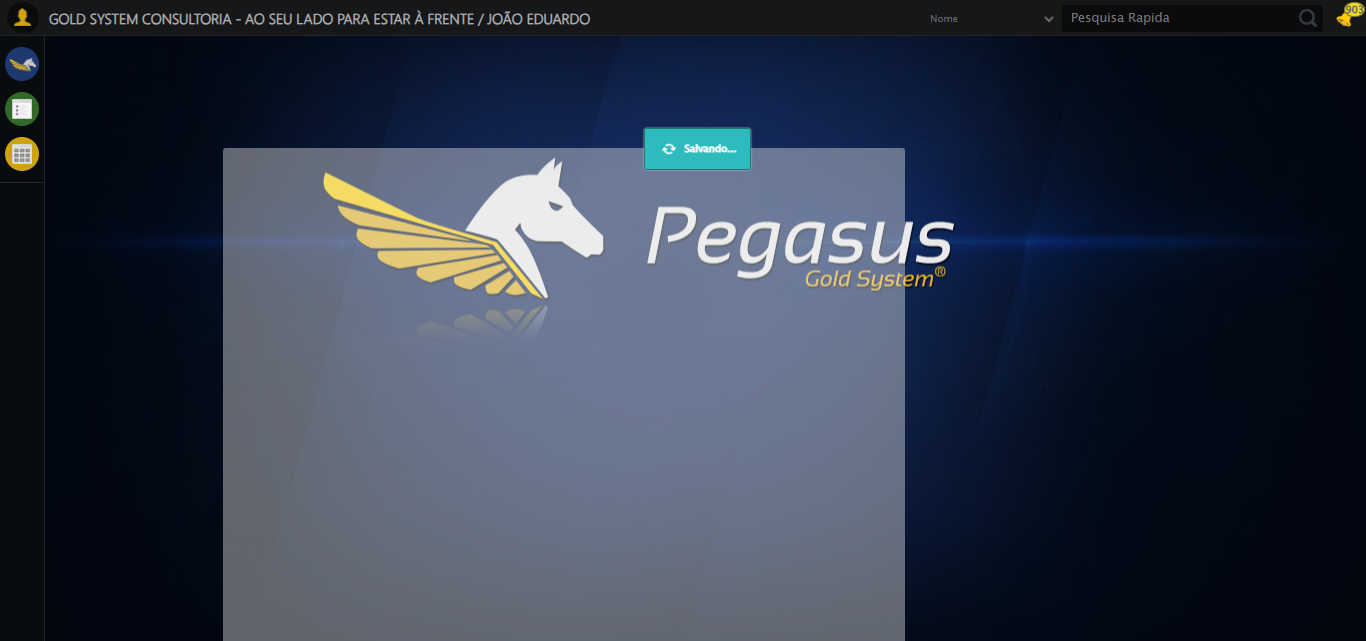 GOLD SYSTEM CONSULTORIA - AO SEU LADO PARA ESTAR À FRENTE / JOÃO EDUARDO
Nome
Pesquisa Rapida
903
Salvando...
Pegasus
Gold System®